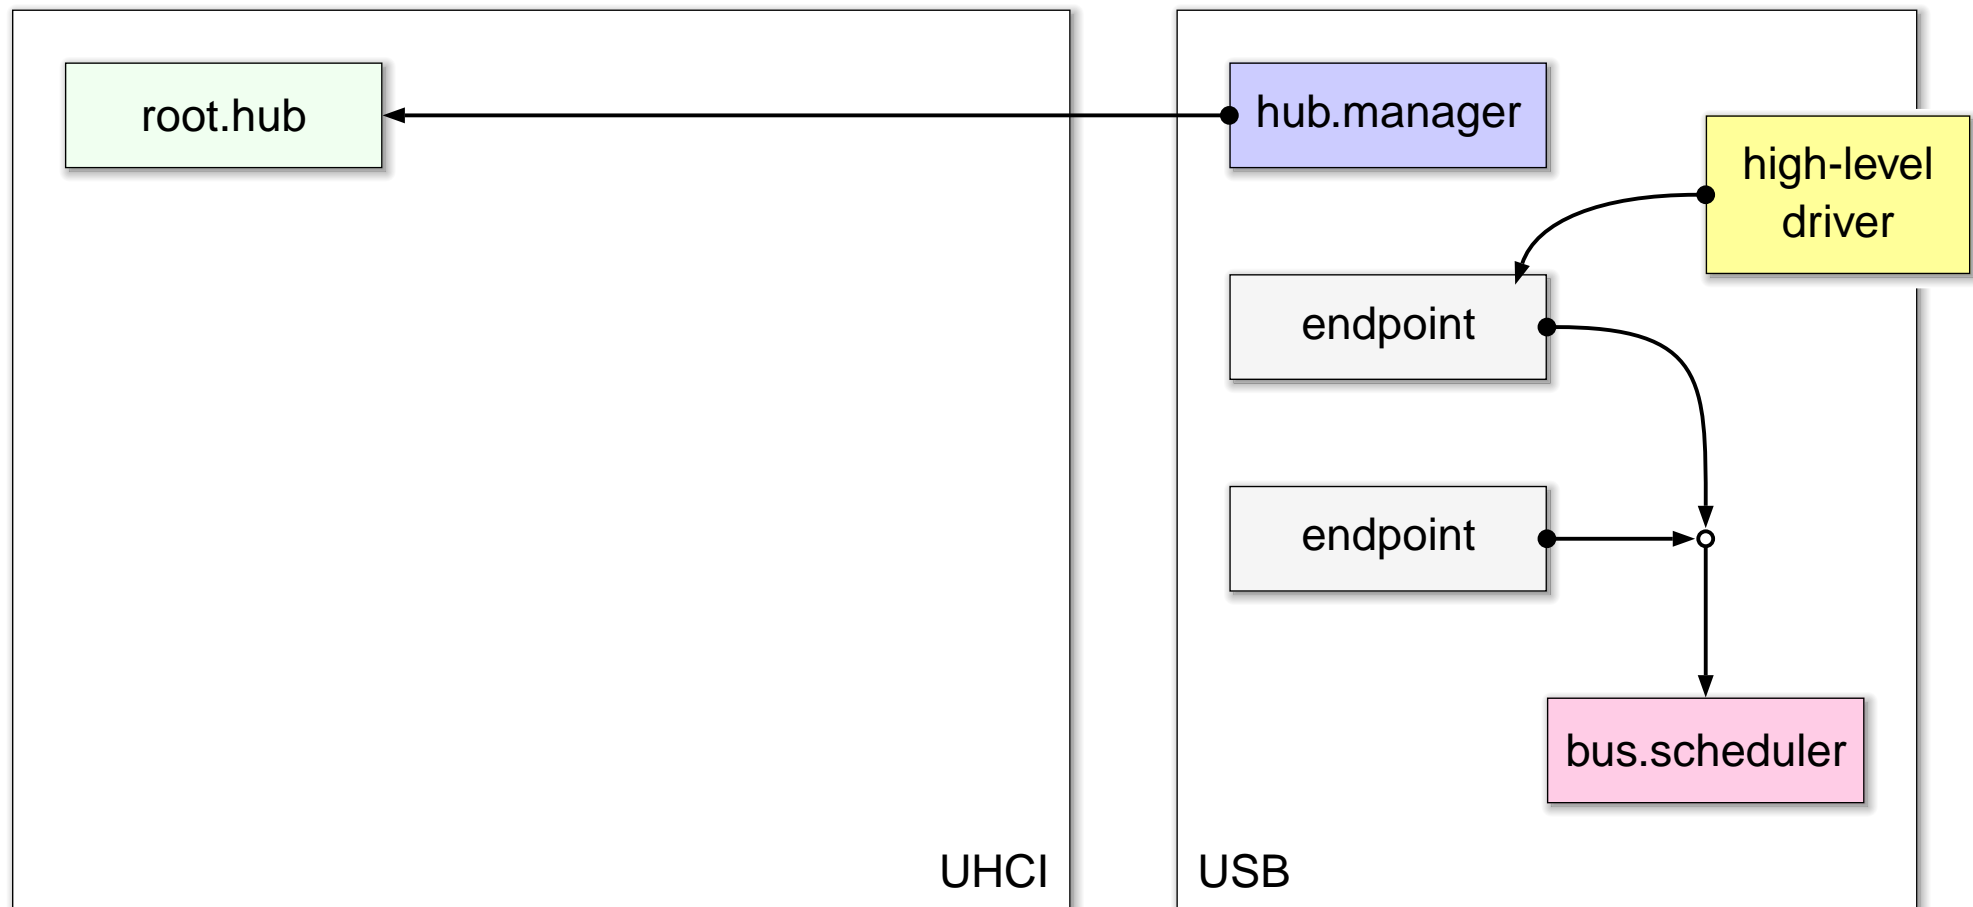 root.hub
hub.manager
high-level
driver
endpoint
endpoint
bus.scheduler
UHCI
USB